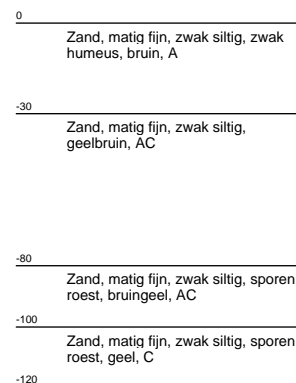 0
Zand, matig fijn, zwak siltig, zwak
humeus, bruin, A
-30
Zand, matig fijn, zwak siltig,
geelbruin, AC
-80
Zand, matig fijn, zwak siltig, sporen
roest, bruingeel, AC
-100
Zand, matig fijn, zwak siltig, sporen
roest, geel, C
-120